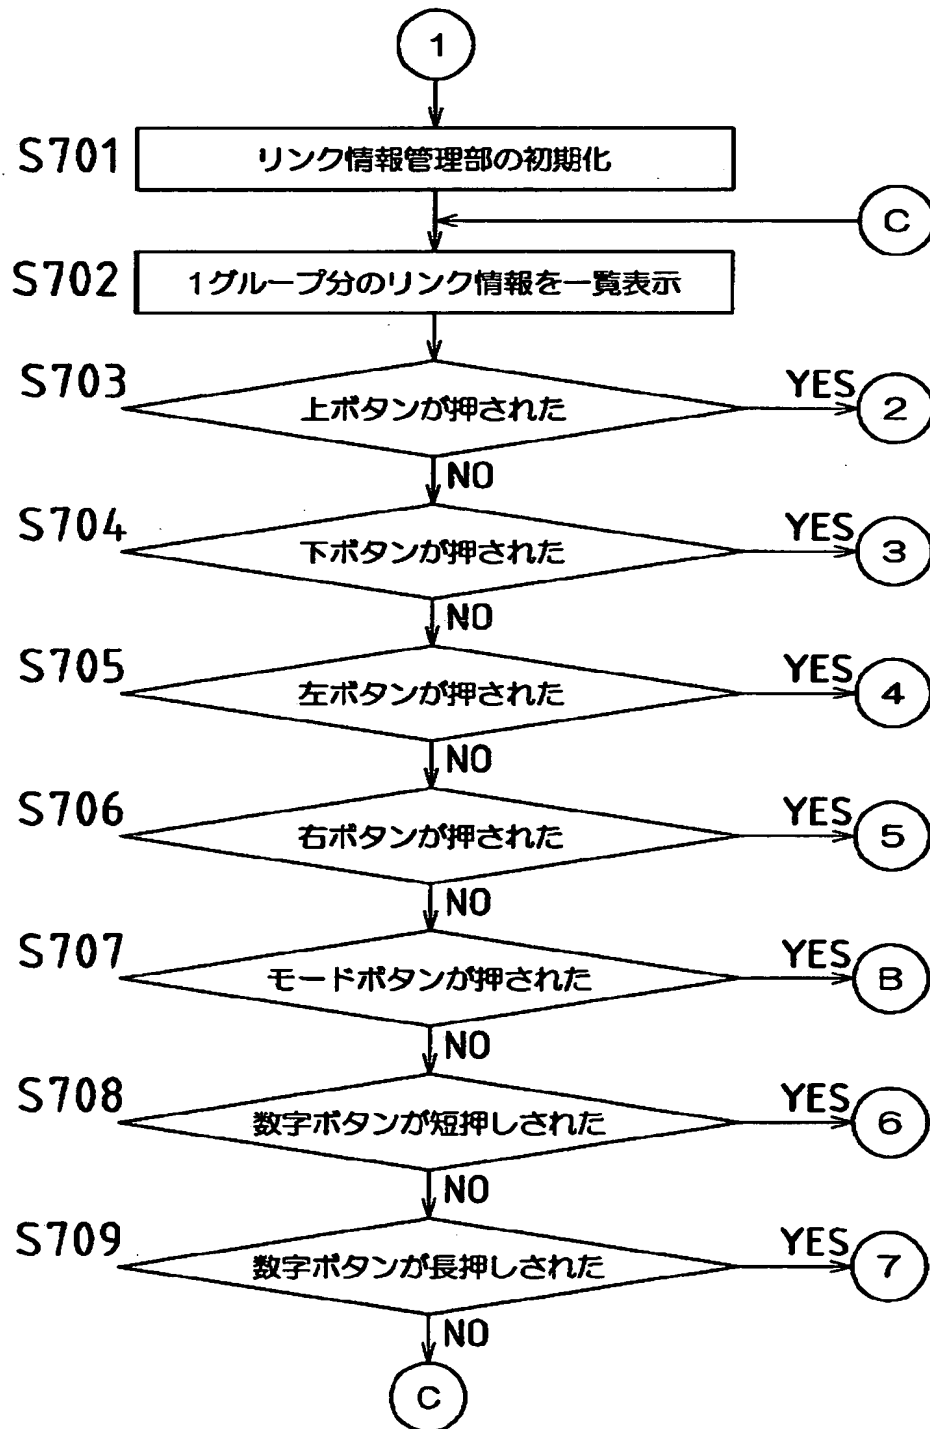 1
S701 リンク情報管理部の初期化
C
S702 1グループ分のリンク情報を一覧表示
S703 上ボタンが押された YES 2
NO
S704 下ボタンが押された YES 3
NO
S705 左ボタンが押された YES 4
NO
S706 右ボタンが押された YES 5
NO
S707 モードボタンが押された YES B
NO
S708 数字ボタンが短押しされた YES 6
NO
S709 数字ボタンが長押しされた YES 7
NO
C